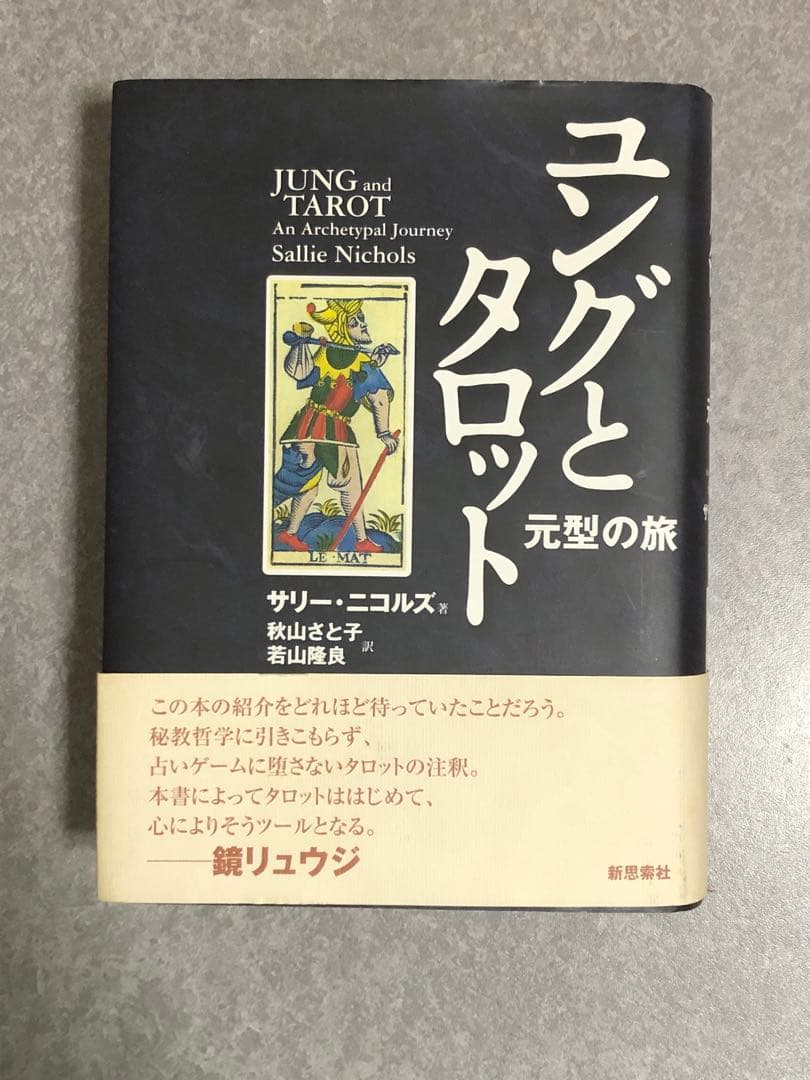 JUNG and
TAROT
An Archetypal Journey
Sallie Nichols
ユングと
タロット
元型の旅
LE·MAT
サリー・ニコルズ 著
秋山さと子
若山隆良 訳
この本の紹介をどれほど待っていたことだろう。
秘教哲学に引きこもらず、
占いゲームに堕さないタロットの注釈。
本書によってタロットははじめて、
心によりそうツールとなる。
――鏡リュウジ
新思索社